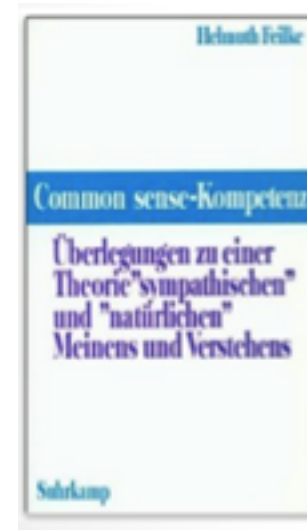 Helmuth Feilke
Common sense-Kompetenz
Überlegungen zu einer
Theorie "sympathischen"
und "natürlichen"
Meinens und Verstehens
Suhrkamp